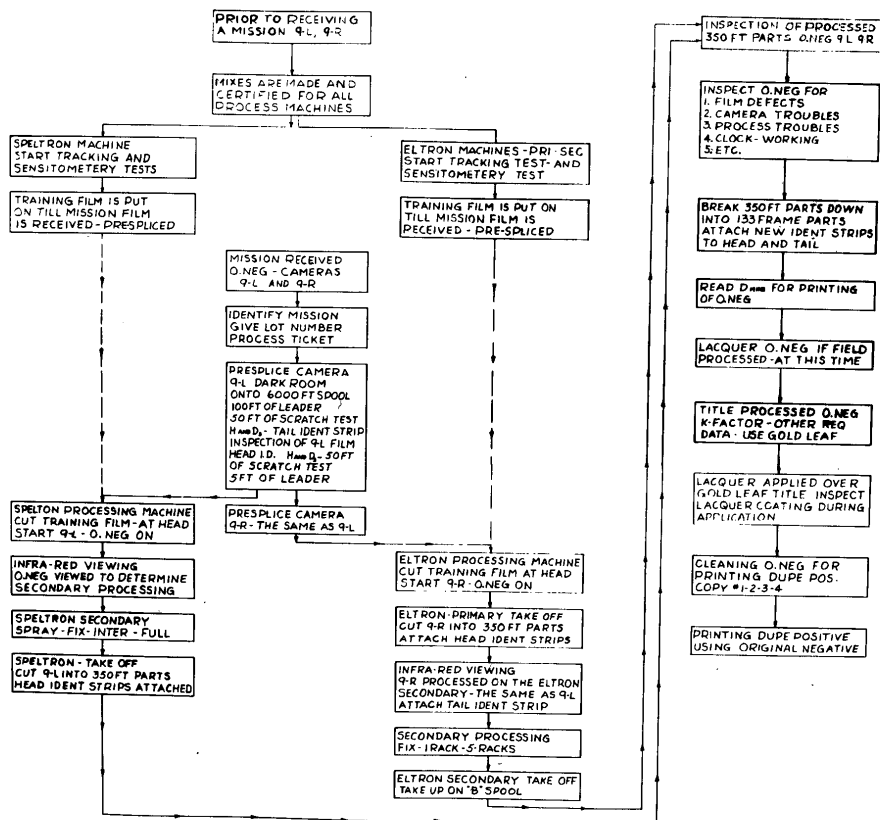 PRIOR TO RECEIVING
A MISSION 9-L, 9-R
MIXES ARE MADE AND
CERTIFIED FOR ALL
PROCESS MACHINES
SPELTRON MACHINE
START TRACKING AND
SENSITOMETRY TESTS
TRAINING FILM IS PUT
ON TILL MISSION FILM
IS RECEIVED - PRESPLICED
ELTRON MACHINES - PRI - SEC
START TRACKING TEST - AND
SENSITOMETERY TEST
TRAINING FILM IS PUT ON
TILL MISSION FILM IS
RECEIVED - PRE-SPLICED
MISSION RECEIVED
O.NEG - CAMERAS
9-L AND 9-R
IDENTIFY MISSION
GIVE LOT NUMBER
PROCESS TICKET
PRESPLICE CAMERA
9-L DARK ROOM
ONTO 6000 FT SPOOL
100 FT OF LEADER
50 FT OF SCRATCH TEST
H AND D, - TAIL IDENT STRIP
INSPECTION OF 9-L FILM
HEAD I.D. H AND D, - 50 FT
OF SCRATCH TEST
5 FT OF LEADER
PRESPLICE CAMERA
9-R - THE SAME AS 9-L
SPELTON PROCESSING MACHINE
CUT TRAINING FILM - AT HEAD
START 9-L - O.NEG ON
INFRA-RED VIEWING
O.NEG VIEWED TO DETERMINE
SECONDARY PROCESSING
SPELTRON SECONDARY
SPRAY - FIX - INTER - FULL
SPELTRON - TAKE OFF
CUT 9-L INTO 350 FT PARTS
HEAD IDENT STRIPS ATTACHED
ELTRON PROCESSING MACHINE
CUT TRAINING FILM AT HEAD
START 9-R - O.NEG ON
ELTRON - PRIMARY TAKE OFF
CUT 9-R INTO 350 FT PARTS
ATTACH HEAD IDENT STRIPS
INFRA-RED VIEWING
9-R PROCESSED ON THE ELTRON
SECONDARY - THE SAME AS 9-L
ATTACH TAIL IDENT STRIP
SECONDARY PROCESSING
FIX - 1 RACK - 5 - RACKS
ELTRON SECONDARY TAKE OFF
TAKE UP ON "B" SPOOL
INSPECTION OF PROCESSED
350 FT PARTS O.NEG 9L 9R
INSPECT O.NEG FOR
1. FILM DEFECTS
2. CAMERA TROUBLES
3. PROCESS TROUBLES
4. CLOCK - WORKING
5. ETC.
BREAK 350 FT PARTS DOWN
INTO 133 FRAME PARTS
ATTACH NEW IDENT STRIPS
TO HEAD AND TAIL
READ D FOR PRINTING
OF O.NEG
LACQUER O.NEG IF FIELD
PROCESSED - AT THIS TIME
TITLE PROCESSED O.NEG
K-FACTOR - OTHER REQ
DATA - USE GOLD LEAF
LACQUER APPLIED OVER
GOLD LEAF TITLE. INSPECT
LACQUER COATING DURING
APPLICATION
CLEANING O.NEG FOR
PRINTING DUPE POS.
COPY #1-2-3-4
PRINTING DUPE POSITIVE
USING ORIGINAL NEGATIVE